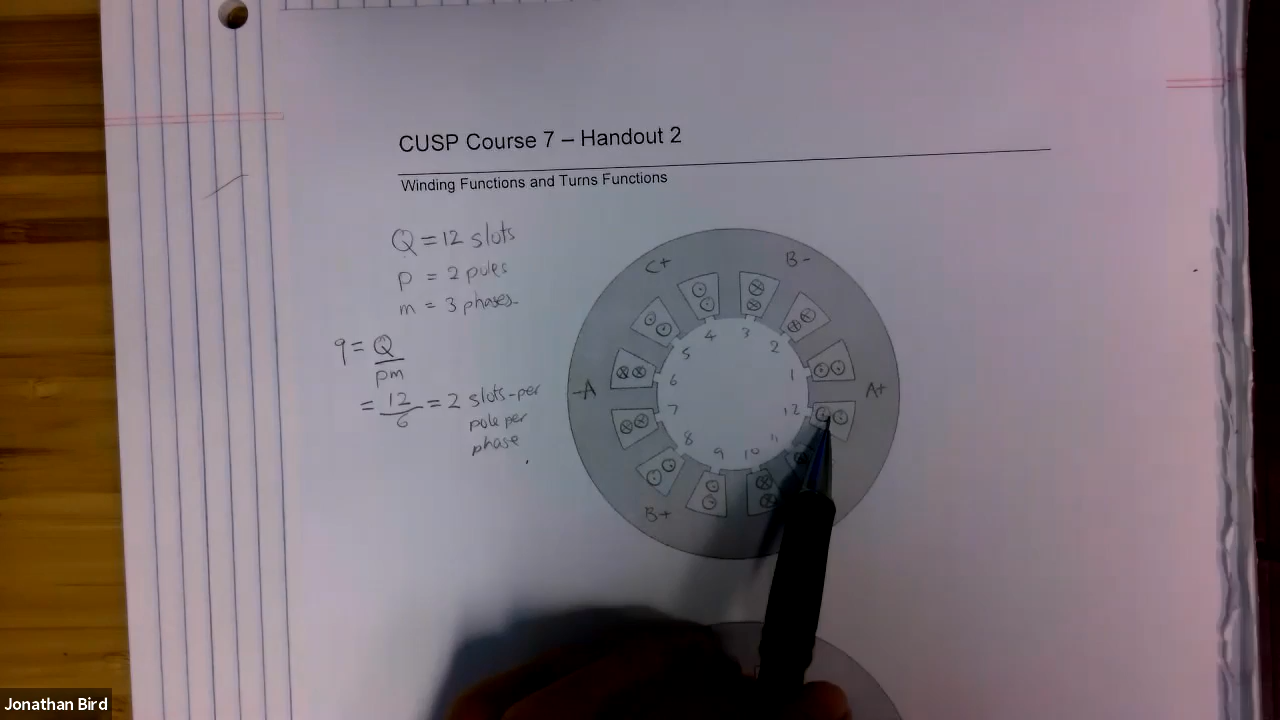 CUSP Course 7 – Handout 2
Winding Functions and Turns Functions
Q = 12 slots
p = 2 poles
m = 3 phases
q = Q
pm
= 12 = 2 slots-per
6
pole per
phase
C+
B-
4
3
5
2
6
1
-A
A+
7
12
8
11
9
10
B+
Jonathan Bird